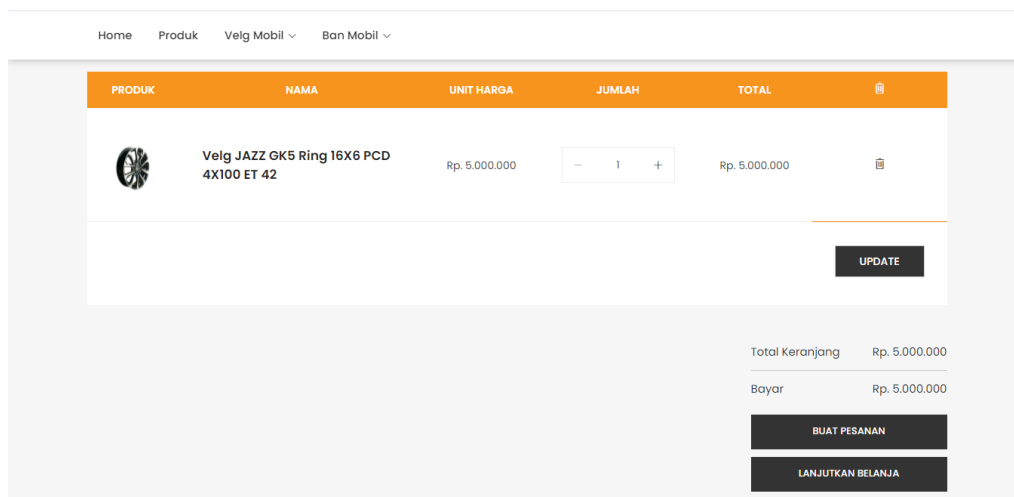 Home Produk Velg Mobil Ban Mobil
PRODUK NAMA UNIT HARGA JUMLAH TOTAL
Velg JAZZ GK5 Ring 16X6 PCD
4X100 ET 42
Rp. 5.000.000 − 1 + Rp. 5.000.000
UPDATE
Total Keranjang Rp. 5.000.000
Bayar Rp. 5.000.000
BUAT PESANAN
LANJUTKAN BELANJA